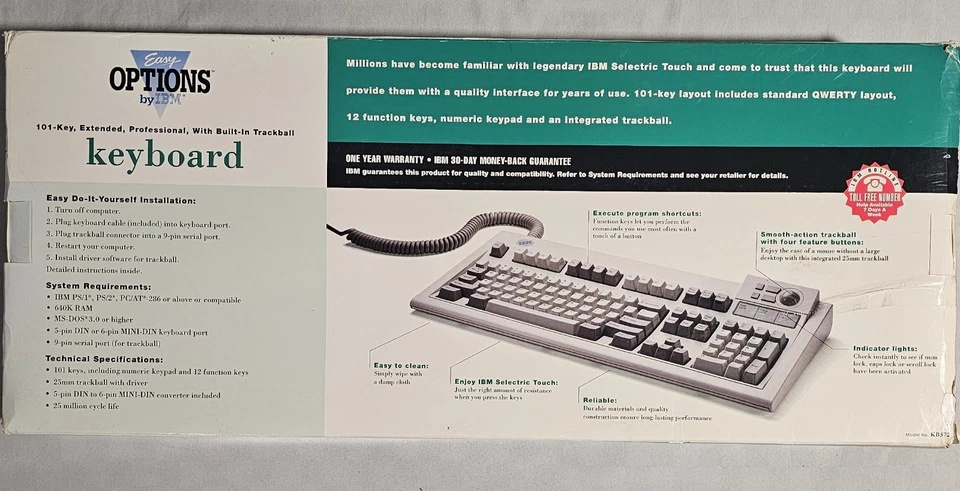 Easy
OPTIONS™
by IBM
101-Key, Extended, Professional, With Built-In Trackball
keyboard
Easy Do-It-Yourself Installation:
1. Turn off computer.
2. Plug keyboard cable (included) into keyboard port.
3. Plug trackball connector into a 9-pin serial port.
4. Restart your computer.
5. Install driver software for trackball.
Detailed instructions inside.
System Requirements:
• IBM PS/1*, PS/2*, PC/AT* 286 or above or compatible
• 640K RAM
• MS-DOS* 3.0 or higher
• 5-pin DIN or 6-pin MINI-DIN keyboard port
• 9-pin serial port (for trackball)
Technical Specifications:
• 101 keys, including numeric keypad and 12 function keys
• 25mm trackball with driver
• 5-pin DIN to 6-pin MINI-DIN converter included
• 25 million cycle life
Millions have become familiar with legendary IBM Selectric Touch and come to trust that this keyboard will
provide them with a quality interface for years of use. 101-key layout includes standard QWERTY layout,
12 function keys, numeric keypad and an integrated trackball.
ONE YEAR WARRANTY • IBM 30-DAY MONEY-BACK GUARANTEE
IBM guarantees this product for quality and compatibility. Refer to System Requirements and see your retailer for details.
IBM HOTLINE
TOLL FREE NUMBER
Help Available
7 Days A
Week
Execute program shortcuts:
Function keys let you perform the
commands you use most often with a
touch of a button
Smooth-action trackball
with four feature buttons:
Enjoy the ease of a mouse without a large
desktop with this integrated 25mm trackball
Easy to clean:
Simply wipe with
a damp cloth
Enjoy IBM Selectric Touch:
Just the right amount of resistance
when you press the keys
Reliable:
Durable materials and quality
construction ensure long-lasting performance
Indicator lights:
Check instantly to see if num
lock, caps lock or scroll lock
have been activated
Model No.